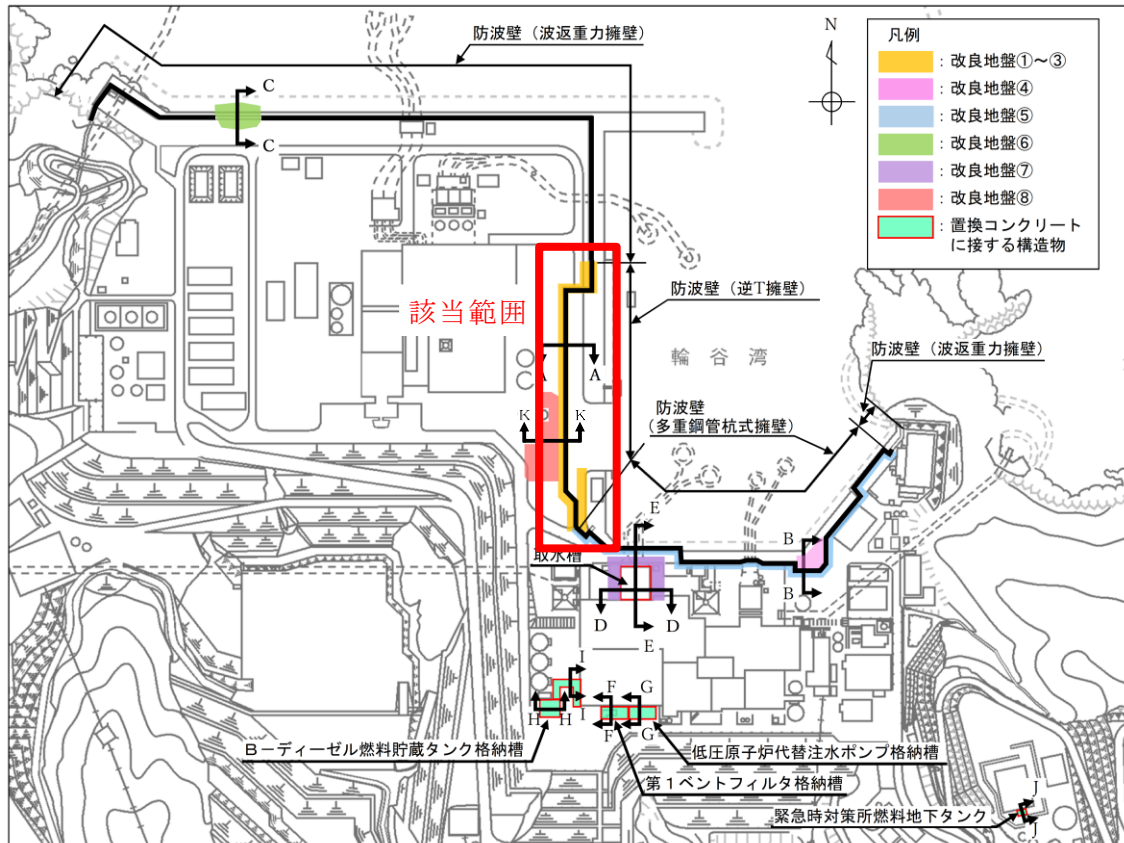 防波壁（波返重力擁壁）
N
凡例
：改良地盤①～③
：改良地盤④
：改良地盤⑤
：改良地盤⑥
：改良地盤⑦
：改良地盤⑧
：置換コンクリート
に接する構造物
C
C
該当範囲
防波壁（逆T擁壁）
輪谷湾
防波壁（波返重力擁壁）
A
A
防波壁
（多重鋼管杭式擁壁）
K
K
E
B
B
取水槽
D
D
E
I
I
H
H
F
F
G
G
B－ディーゼル燃料貯蔵タンク格納槽
低圧原子炉代替注水ポンプ格納槽
第１ベントフィルタ格納槽
緊急時対策所燃料地下タンク
J
J